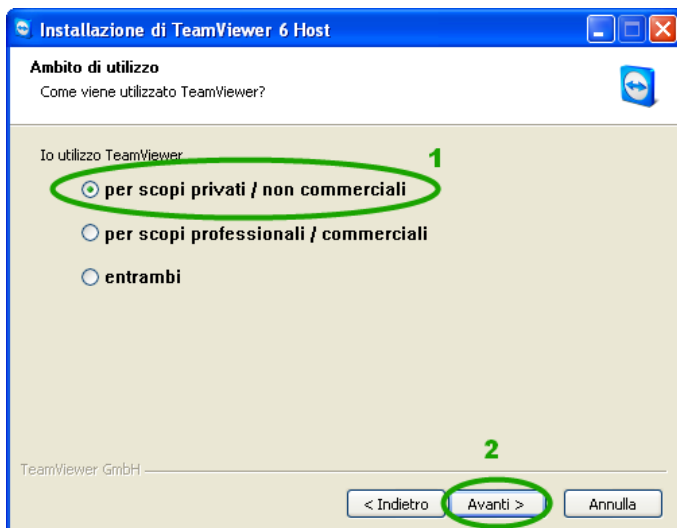 Installazione di TeamViewer 6 Host
Ambito di utilizzo
Come viene utilizzato TeamViewer?
Io utilizzo TeamViewer
1
per scopi privati / non commerciali
per scopi professionali / commerciali
entrambi
2
TeamViewer GmbH
< Indietro
Avanti >
Annulla